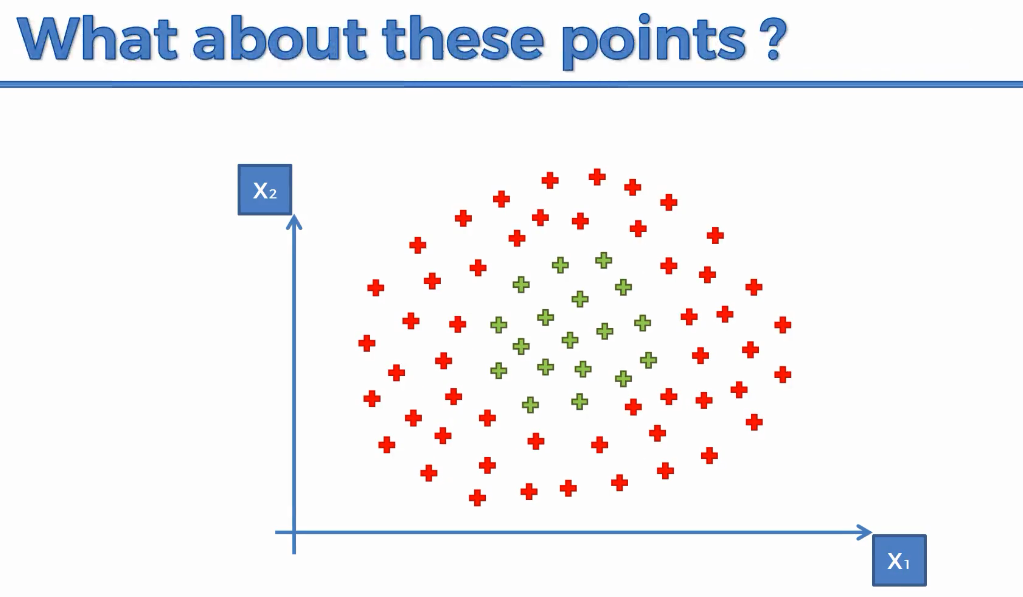 What about these points ?
X₂
X₁